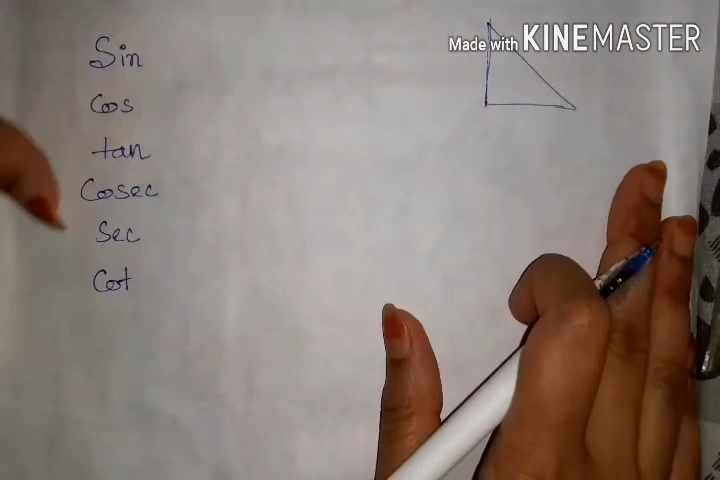 Made with KINEMASTER
Sin
Cos
tan
Cosec
Sec
Cot